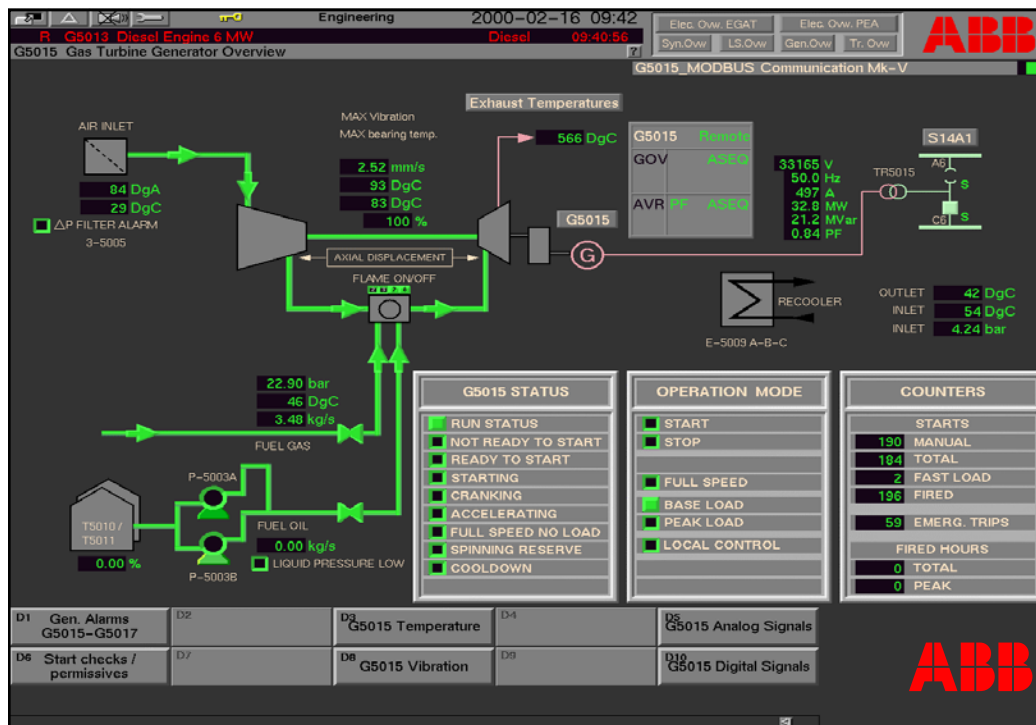 Engineering
2000-02-16 09:42
R G5013 Diesel Engine 6 MW Diesel 09:40:56
G5015 Gas Turbine Generator Overview ?
Elec. Ovw. EGAT Elec. Ovw. PEA
Syn.Ovw LS.Ovw Gen.Ovw Tr. Ovw
ABB
G5015_MODBUS Communication Mk-V
AIR INLET
84 DgA
29 DgC
△P FILTER ALARM
3-5005
MAX Vibration
MAX bearing temp.
2.52 mm/s
93 DgC
83 DgC
100 %
Exhaust Temperatures
566 DgC
G5015 Remote
GOV ASEQ
AVR PF ASEQ
33165 V
50.0 Hz
497 A
32.8 MW
21.2 MVar
0.84 PF
TR5015
S14A1
A6
S
C6 S
G5015
G
AXIAL DISPLACEMENT
FLAME ON/OFF
RECOOLER
E-5009 A-B-C
OUTLET 42 DgC
INLET 54 DgC
INLET 4.24 bar
22.90 bar
46 DgC
3.48 kg/s
FUEL GAS
P-5003A
T5010 /
T5011
0.00 %
P-5003B
FUEL OIL
0.00 kg/s
LIQUID PRESSURE LOW
G5015 STATUS
RUN STATUS
NOT READY TO START
READY TO START
STARTING
CRANKING
ACCELERATING
FULL SPEED NO LOAD
SPINNING RESERVE
COOLDOWN
OPERATION MODE
START
STOP
FULL SPEED
BASE LOAD
PEAK LOAD
LOCAL CONTROL
COUNTERS
STARTS
190 MANUAL
184 TOTAL
2 FAST LOAD
196 FIRED
59 EMERG. TRIPS
FIRED HOURS
0 TOTAL
0 PEAK
D1 Gen. Alarms
G5015-G5017
D2
D3 G5015 Temperature
D4
D5 G5015 Analog Signals
D6 Start checks /
permissives
D7
D8 G5015 Vibration
D9
D10 G5015 Digital Signals
ABB